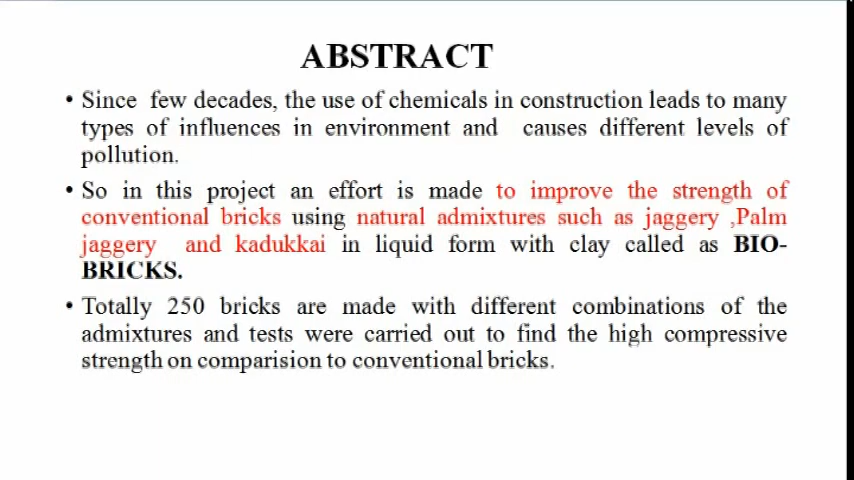 ABSTRACT
• Since few decades, the use of chemicals in construction leads to many
types of influences in environment and causes different levels of
pollution.
• So in this project an effort is made to improve the strength of
conventional bricks using natural admixtures such as jaggery ,Palm
jaggery and kadukkai in liquid form with clay called as BIO-
BRICKS.
• Totally 250 bricks are made with different combinations of the
admixtures and tests were carried out to find the high compressive
strength on comparision to conventional bricks.